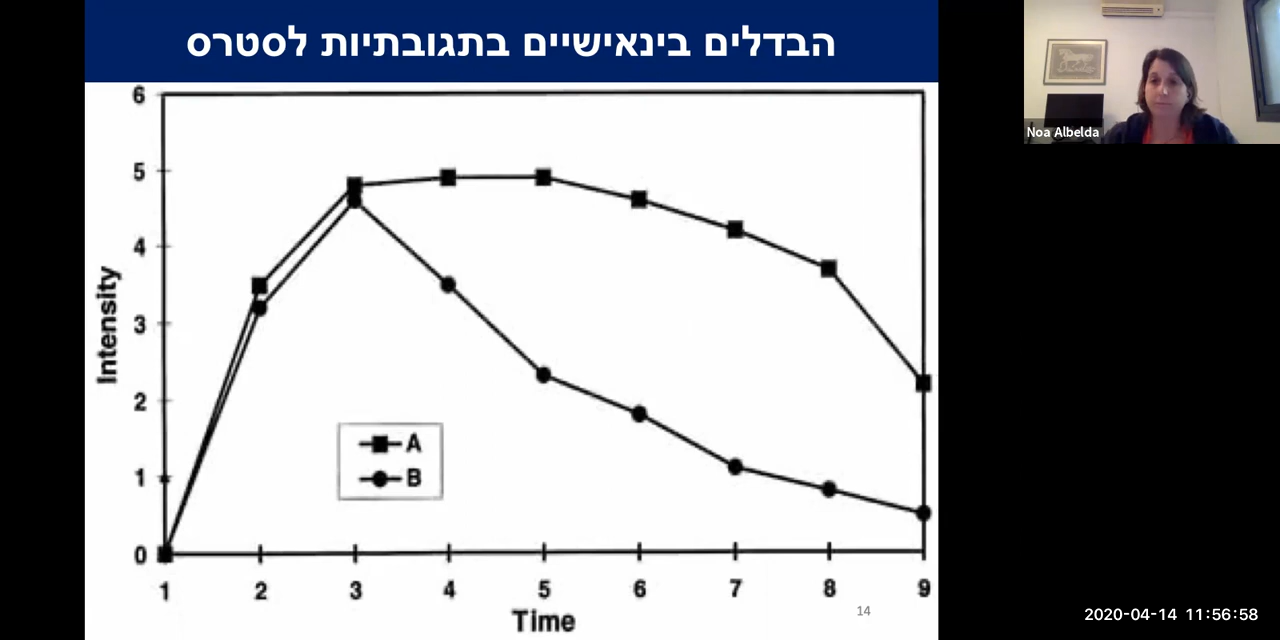 הבדלים בינאישיים בתגובתיות לסטרס
Noa Albelda
6
5
4
3
2
1
0
Intensity
A
B
1 2 3 4 5 6 7 8 9
Time
14
2020-04-14 11:56:58